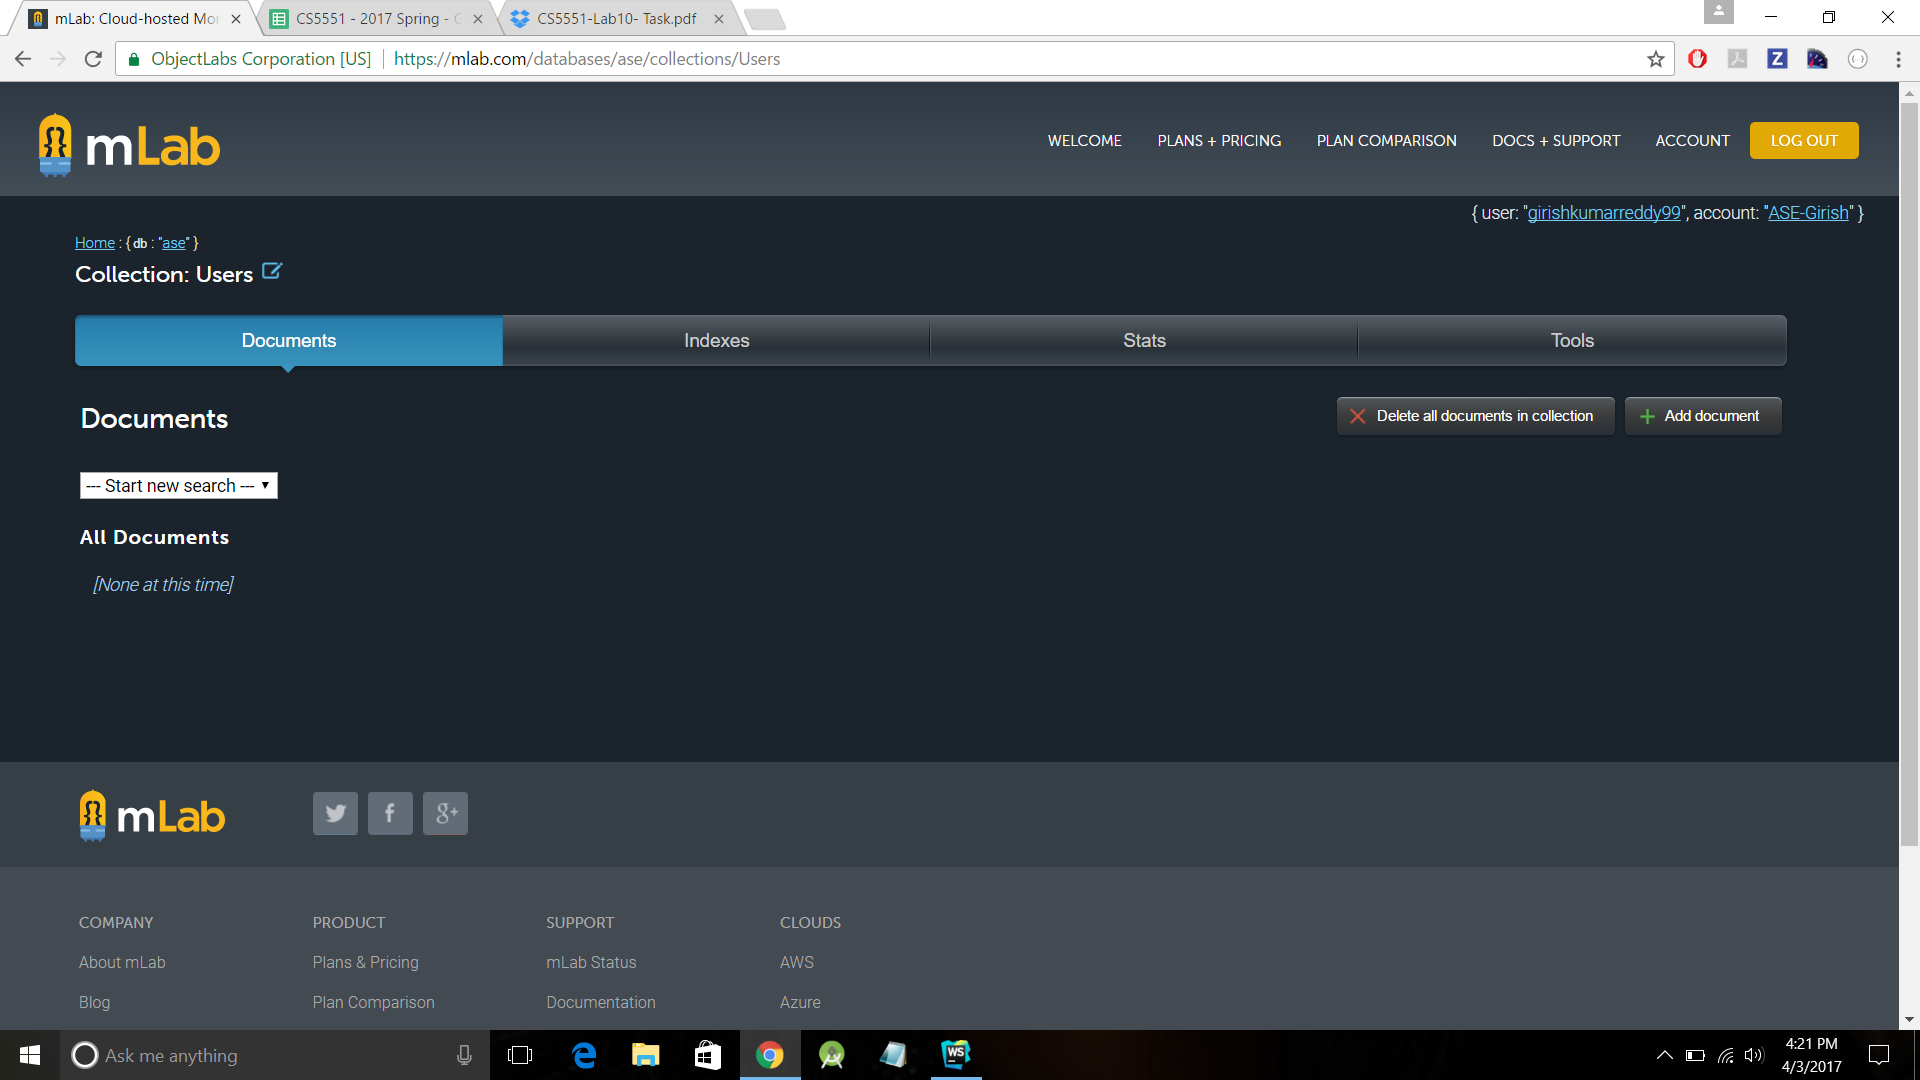 mLab: Cloud-hosted Mor
CS5551 - 2017 Spring - G
CS5551-Lab10- Task.pdf
ObjectLabs Corporation [US] https://mlab.com/databases/ase/collections/Users
mLab
WELCOME PLANS + PRICING PLAN COMPARISON DOCS + SUPPORT ACCOUNT LOG OUT
{ user: "girishkumarreddy99", account: "ASE-Girish" }
Home : { db : "ase" }
Collection: Users
Documents Indexes Stats Tools
Documents
Delete all documents in collection
Add document
--- Start new search ---
All Documents
[None at this time]
mLab
f g+
COMPANY PRODUCT SUPPORT CLOUDS
About mLab Plans & Pricing mLab Status AWS
Blog Plan Comparison Documentation Azure
Ask me anything
WS
4:21 PM
4/3/2017